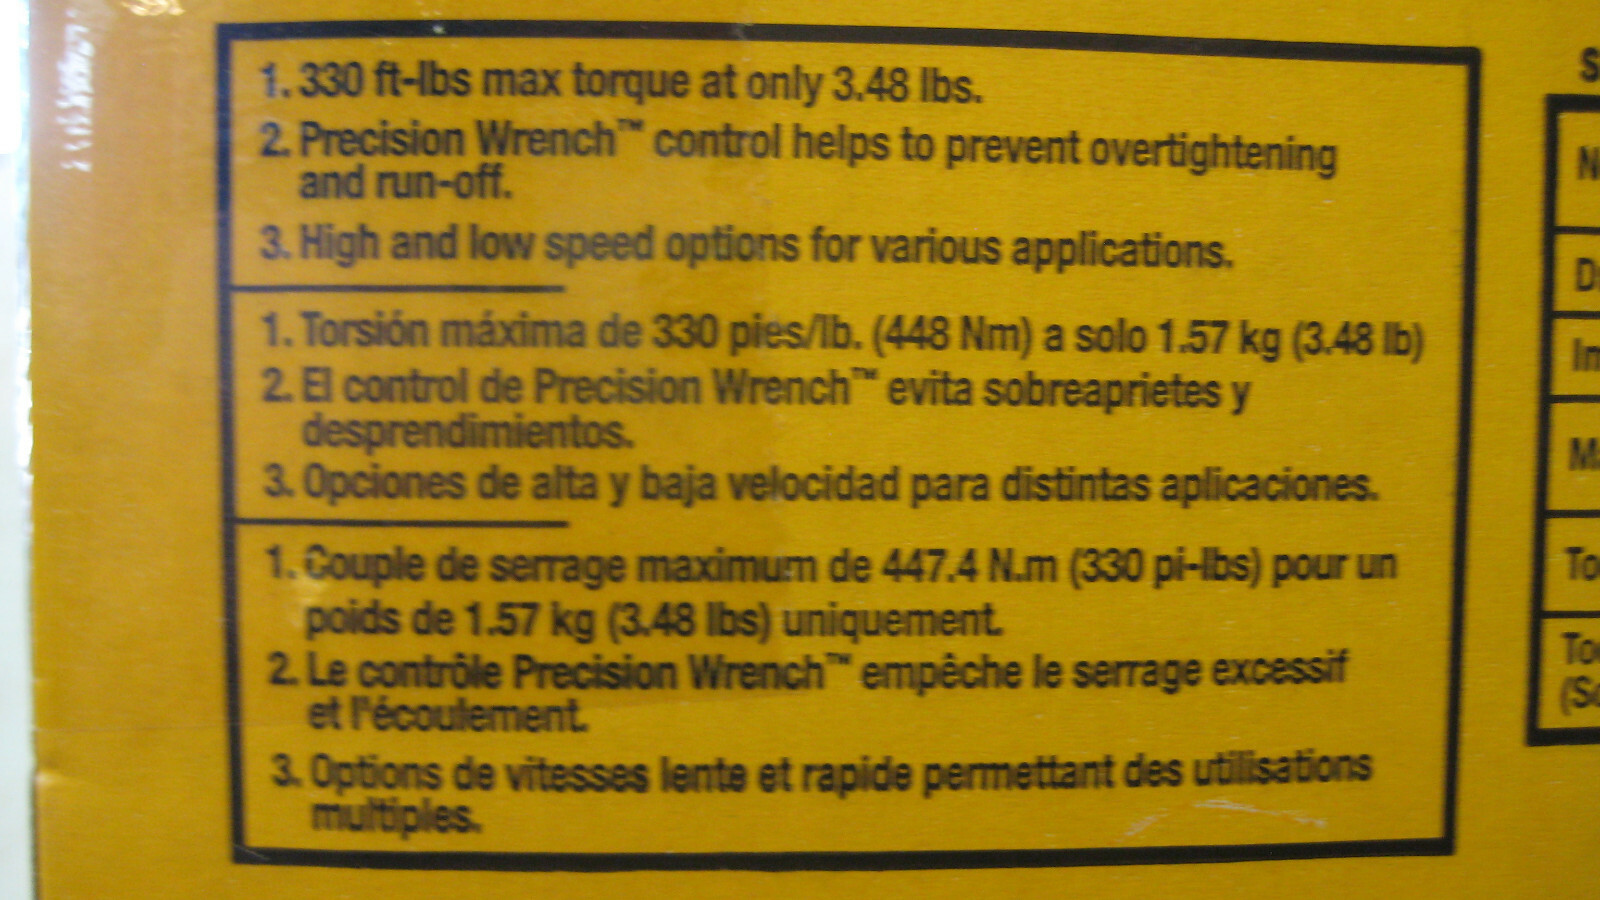 1. 330 ft-lbs max torque at only 3.48 lbs.
2. Precision Wrench™ control helps to prevent overtightening
and run-off.
3. High and low speed options for various applications.
1. Torsión máxima de 330 pies/lb. (448 Nm) a solo 1.57 kg (3.48 lb)
2. El control de Precision Wrench™ evita sobreaprietes y
desprendimientos.
3. Opciones de alta y baja velocidad para distintas aplicaciones.
1. Couple de serrage maximum de 447.4 N.m (330 pi-lbs) pour un
poids de 1.57 kg (3.48 lbs) uniquement.
2. Le contrôle Precision Wrench™ empêche le serrage excessif
et l'écoulement.
3. Options de vitesses lente et rapide permettant des utilisations
multiples.